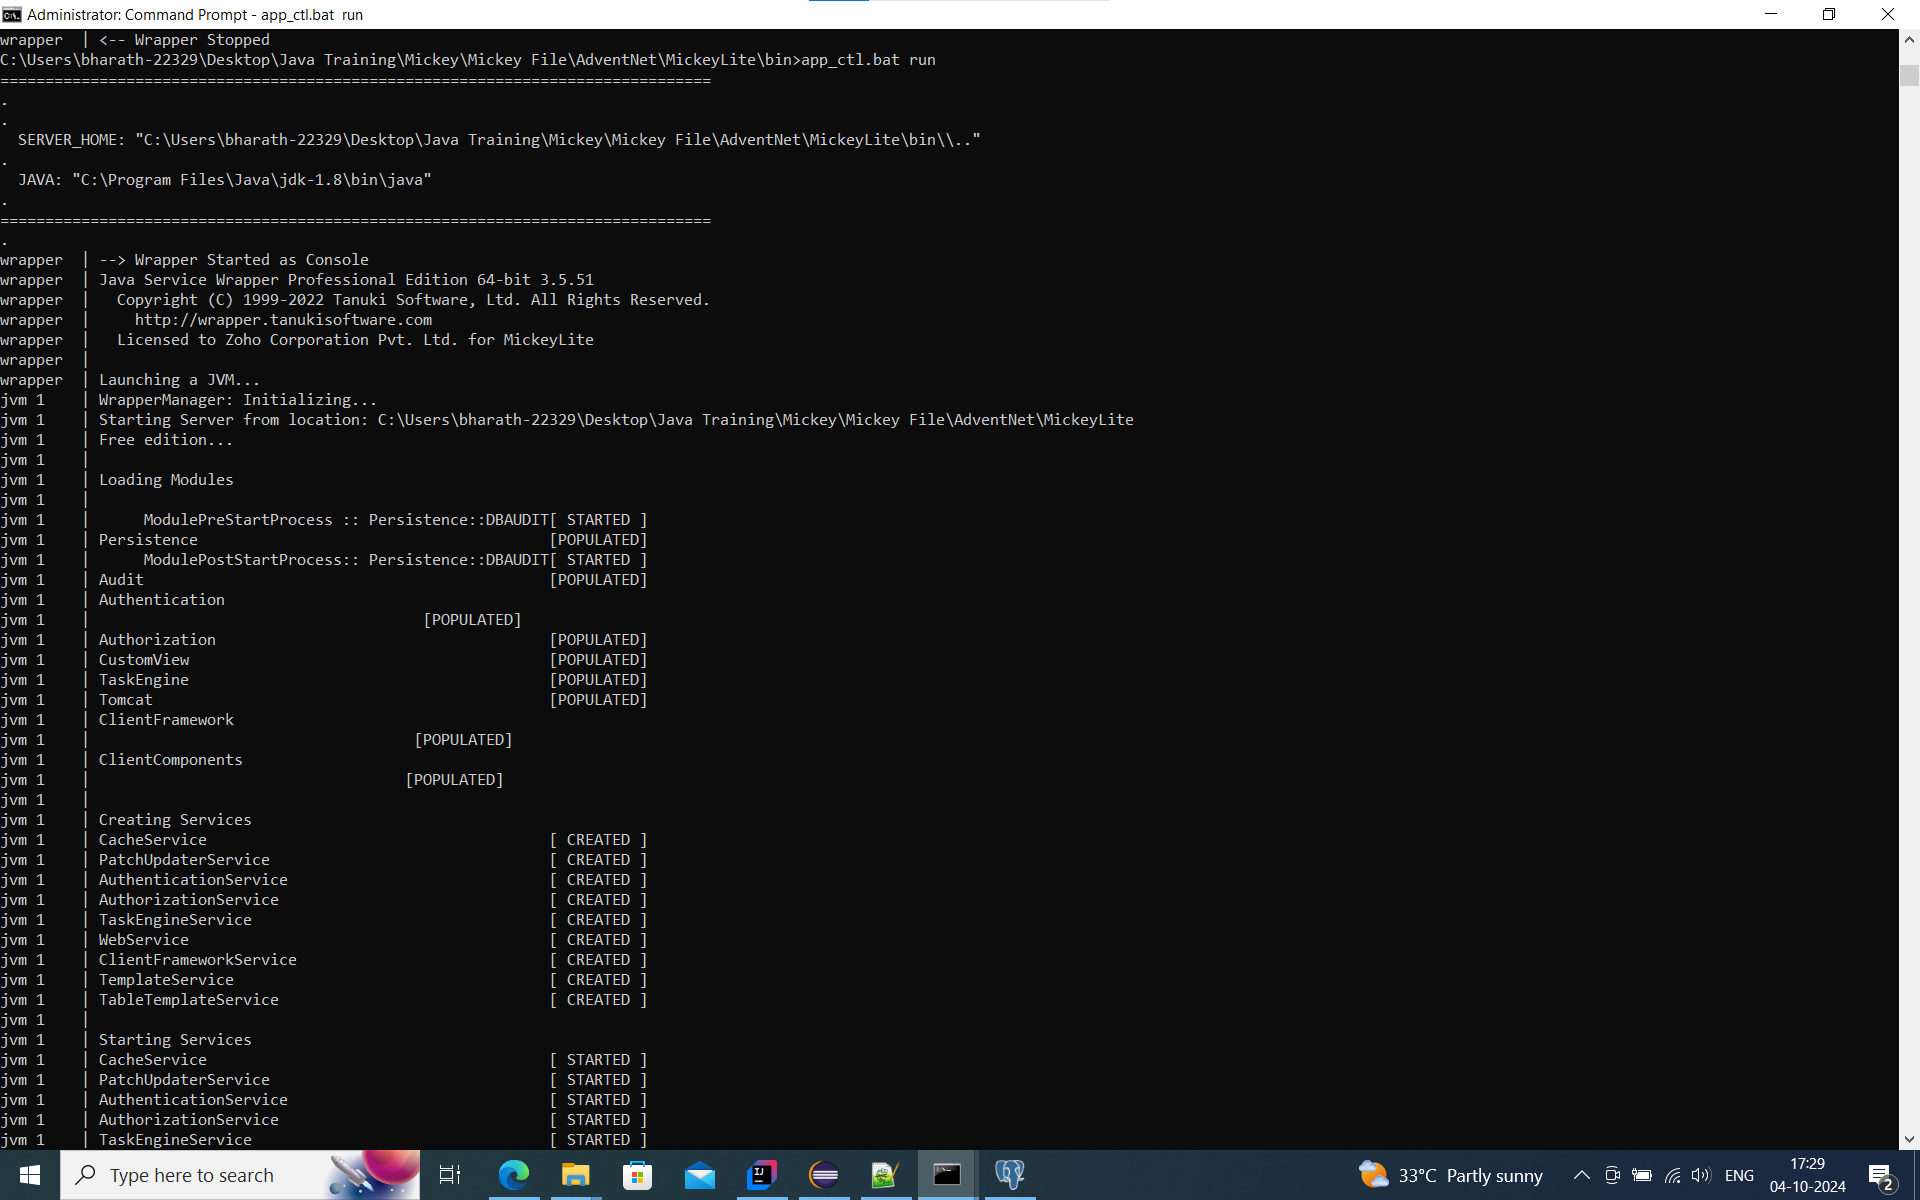 Administrator: Command Prompt - app_ctl.bat  run
wrapper  | <-- Wrapper Stopped
C:\Users\bharath-22329\Desktop\Java Training\Mickey\Mickey File\AdventNet\MickeyLite\bin>app_ctl.bat run
===============================================================================
.
.
  SERVER_HOME: "C:\Users\bharath-22329\Desktop\Java Training\Mickey\Mickey File\AdventNet\MickeyLite\bin\\.."
.
  JAVA: "C:\Program Files\Java\jdk-1.8\bin\java"
.
===============================================================================
.
wrapper  | --> Wrapper Started as Console
wrapper  | Java Service Wrapper Professional Edition 64-bit 3.5.51
wrapper  |   Copyright (C) 1999-2022 Tanuki Software, Ltd. All Rights Reserved.
wrapper  |     http://wrapper.tanukisoftware.com
wrapper  |   Licensed to Zoho Corporation Pvt. Ltd. for MickeyLite
wrapper  |
wrapper  | Launching a JVM...
jvm 1    | WrapperManager: Initializing...
jvm 1    | Starting Server from location: C:\Users\bharath-22329\Desktop\Java Training\Mickey\Mickey File\AdventNet\MickeyLite
jvm 1    | Free edition...
jvm 1    |
jvm 1    | Loading Modules
jvm 1    |
jvm 1    |      ModulePreStartProcess :: Persistence::DBAUDIT[ STARTED ]
jvm 1    | Persistence                                       [POPULATED]
jvm 1    |      ModulePostStartProcess:: Persistence::DBAUDIT[ STARTED ]
jvm 1    | Audit                                             [POPULATED]
jvm 1    | Authentication
jvm 1    |                                     [POPULATED]
jvm 1    | Authorization                                     [POPULATED]
jvm 1    | CustomView                                        [POPULATED]
jvm 1    | TaskEngine                                        [POPULATED]
jvm 1    | Tomcat                                            [POPULATED]
jvm 1    | ClientFramework
jvm 1    |                                    [POPULATED]
jvm 1    | ClientComponents
jvm 1    |                                   [POPULATED]
jvm 1    |
jvm 1    | Creating Services
jvm 1    | CacheService                                      [ CREATED ]
jvm 1    | PatchUpdaterService                               [ CREATED ]
jvm 1    | AuthenticationService                             [ CREATED ]
jvm 1    | AuthorizationService                              [ CREATED ]
jvm 1    | TaskEngineService                                 [ CREATED ]
jvm 1    | WebService                                        [ CREATED ]
jvm 1    | ClientFrameworkService                            [ CREATED ]
jvm 1    | TemplateService                                   [ CREATED ]
jvm 1    | TableTemplateService                              [ CREATED ]
jvm 1    |
jvm 1    | Starting Services
jvm 1    | CacheService                                      [ STARTED ]
jvm 1    | PatchUpdaterService                               [ STARTED ]
jvm 1    | AuthenticationService                             [ STARTED ]
jvm 1    | AuthorizationService                              [ STARTED ]
jvm 1    | TaskEngineService                                 [ STARTED ]
Type here to search
33°C  Partly sunny
ENG
17:29
04-10-2024
2